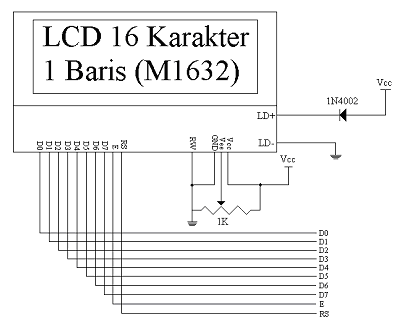 LCD 16 Karakter
1 Baris (M1632)
Vcc
1N4002
LD+
LD-
D0
D1
D2
D3
D4
D5
D6
D7
E
RS
RW
GND
Vee
Vcc
Vcc
1K
D0
D1
D2
D3
D4
D5
D6
D7
E
RS